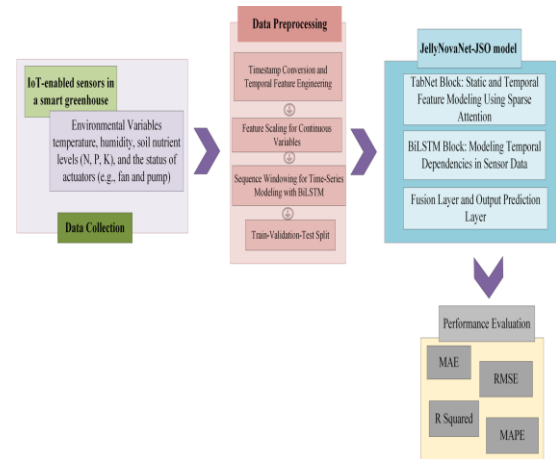 IoT-enabled sensors in
a smart greenhouse
Environmental Variables
temperature, humidity, soil nutrient
levels (N, P, K), and the status of
actuators (e.g., fan and pump)
Data Collection
Data Preprocessing
Timestamp Conversion and
Temporal Feature Engineering
Feature Scaling for Continuous
Variables
Sequence Windowing for Time-Series
Modeling with BiLSTM
Train-Validation-Test Split
JellyNovaNet-JSO model
TabNet Block: Static and Temporal
Feature Modeling Using Sparse
Attention
BiLSTM Block: Modeling Temporal
Dependencies in Sensor Data
Fusion Layer and Output Prediction
Layer
Performance Evaluation
MAE
RMSE
R Squared
MAPE